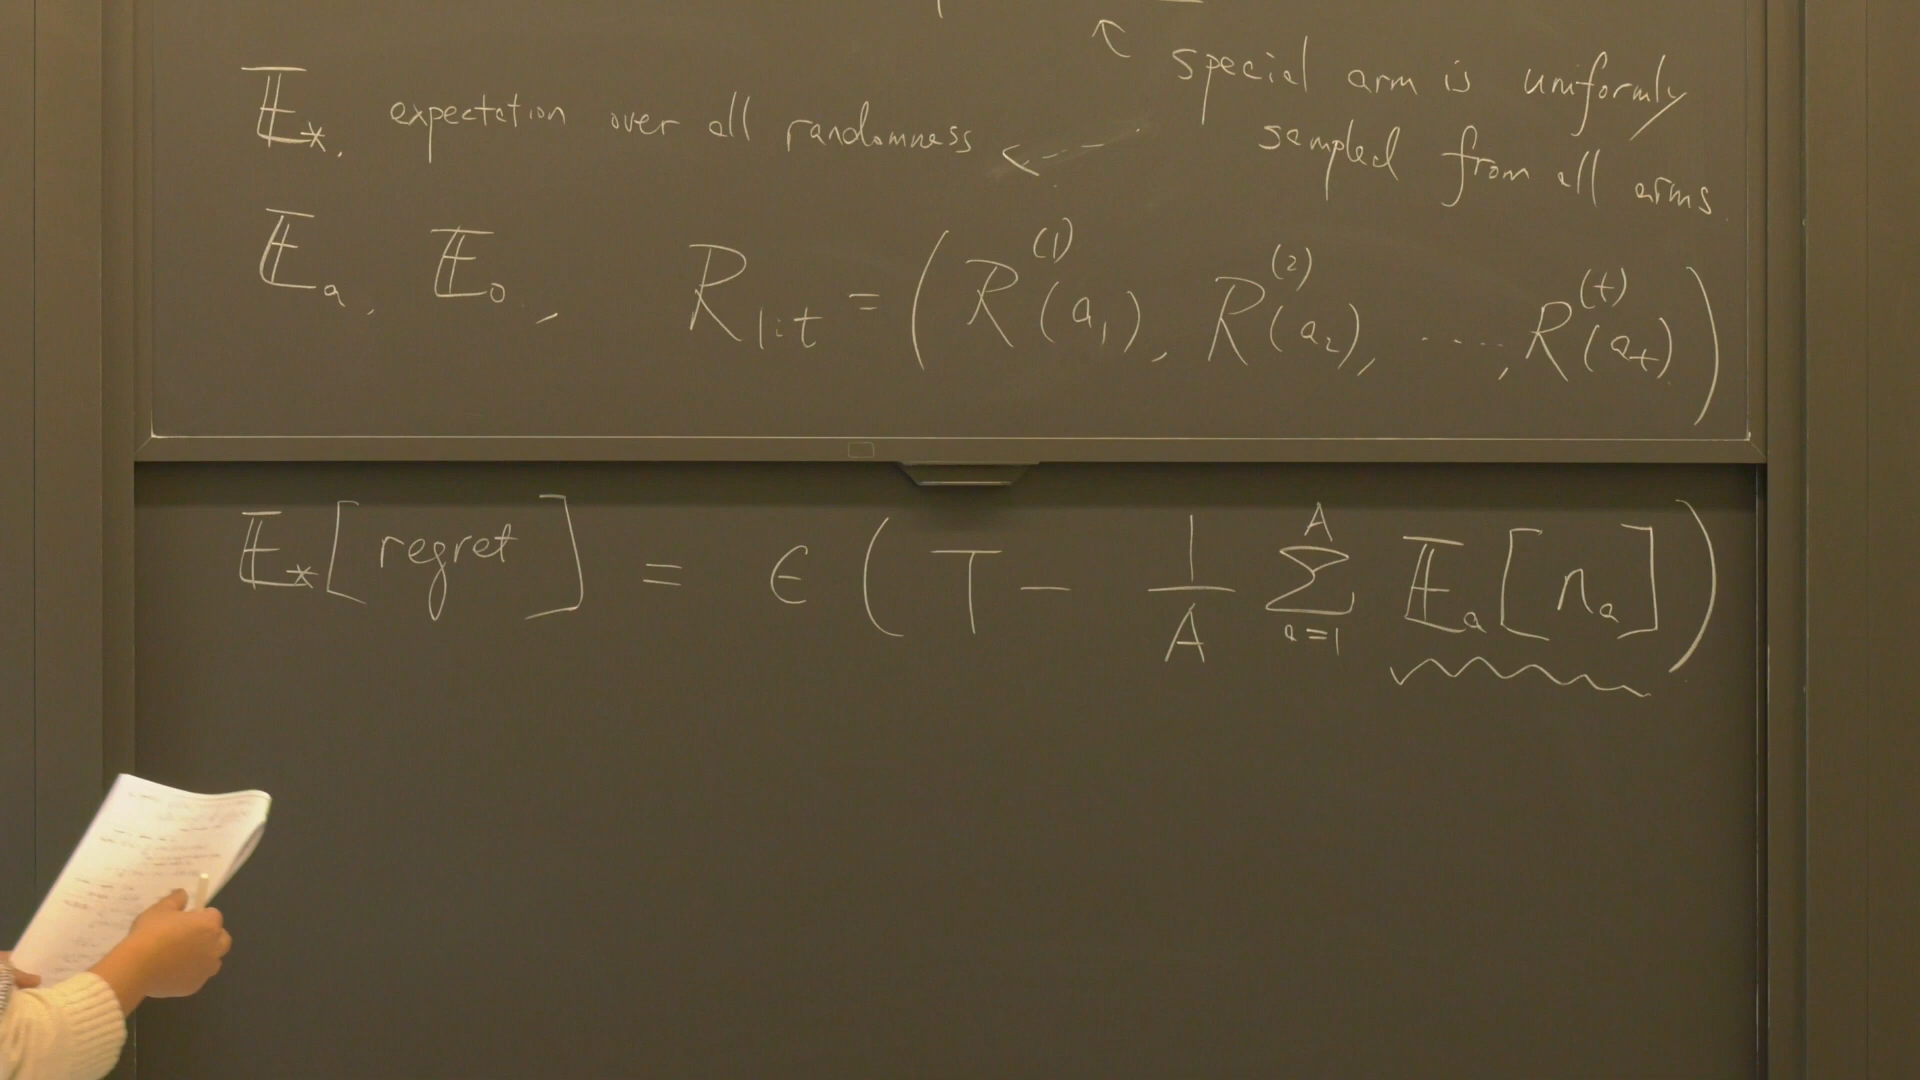 special arm is uniformly
𝔼*, expectation over all randomness
sampled from all arms.
𝔼ₐ, 𝔼₀, R₁:ₜ = (R⁽¹⁾(a₁), R⁽²⁾(a₂), ....., R⁽ᵗ⁾(aₜ))
𝔼*[regret] = ϵ (T − 1/A ∑_{a=1}^{A} 𝔼ₐ[nₐ])